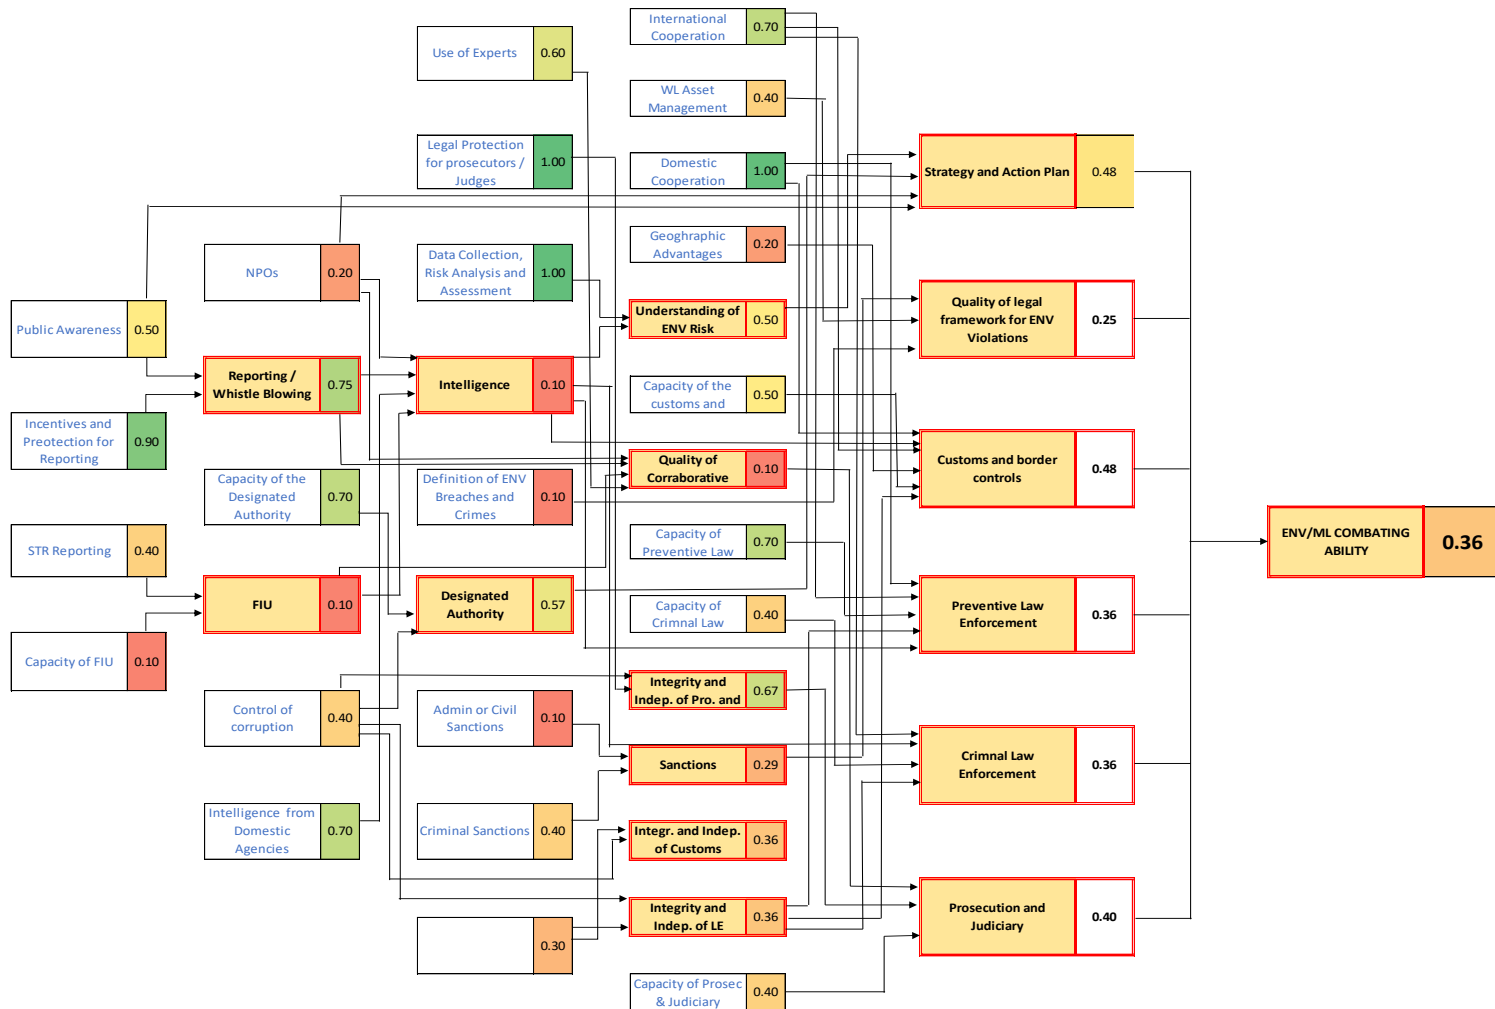 International
Cooperation
0.70
Use of Experts
0.60
WL Asset
Management
0.40
Legal Protection
for prosecutors /
Judges
1.00
Domestic
Cooperation
1.00
Strategy and Action Plan
0.48
NPOs
0.20
Data Collection,
Risk Analysis and
Assessment
1.00
Geoghraphic
Advantages
0.20
Public Awareness
0.50
Understanding of
ENV Risk
0.50
Quality of legal
framework for ENV
Violations
0.25
Reporting /
Whistle Blowing
0.75
Intelligence
0.10
Capacity of the
customs and
0.50
Incentives and
Preotection for
Reporting
0.90
Capacity of the
Designated
Authority
0.70
Definition of ENV
Breaches and
Crimes
0.10
Quality of
Corraborative
0.10
Customs and border
controls
0.48
STR Reporting
0.40
Capacity of
Preventive Law
0.70
ENV/ML COMBATING
ABILITY
0.36
FIU
0.10
Designated
Authority
0.57
Capacity of
Crimnal Law
0.40
Preventive Law
Enforcement
0.36
Capacity of FIU
0.10
Control of
corruption
0.40
Admin or Civil
Sanctions
0.10
Integrity and
Indep. of Pro. and
0.67
Sanctions
0.29
Crimnal Law
Enforcement
0.36
Intelligence from
Domestic
Agencies
0.70
Criminal Sanctions
0.40
Integr. and Indep.
of Customs
0.36
0.30
Integrity and
Indep. of LE
0.36
Prosecution and
Judiciary
0.40
Capacity of Prosec
& Judiciary
0.40